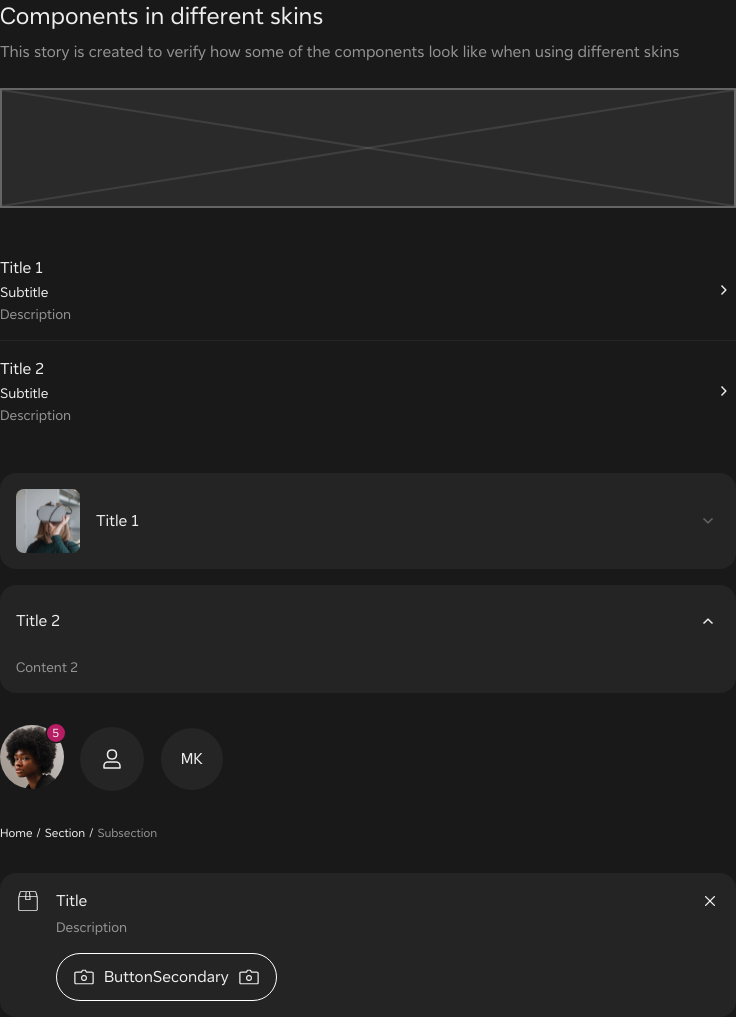 Components in different skins
This story is created to verify how some of the components look like when using different skins
Title 1
Subtitle
Description
Title 2
Subtitle
Description
Title 1
Title 2
Content 2
5
MK
Home / Section / Subsection
Title
Description
ButtonSecondary